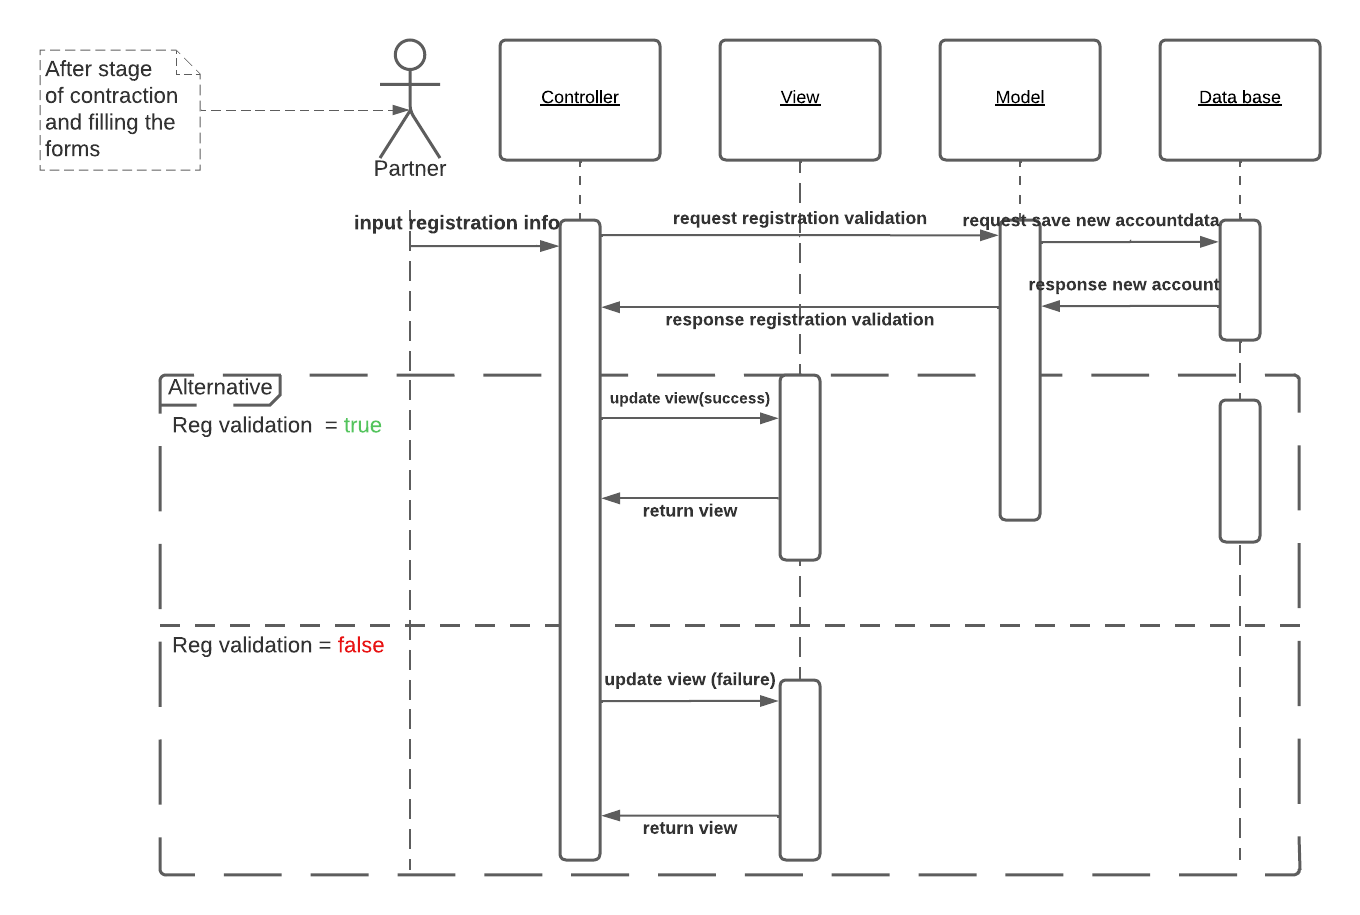 After stage
of contraction
and filling the
forms
Partner
Controller
View
Model
Data base
input registration info
request registration validation
request save new accountdata
response new account
response registration validation
Alternative
Reg validation = true
update view(success)
return view
Reg validation = false
update view (failure)
return view